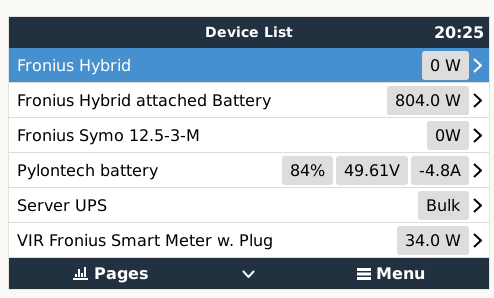 Device List 20:25
Fronius Hybrid 0 W
Fronius Hybrid attached Battery 804.0 W
Fronius Symo 12.5-3-M 0W
Pylontech battery 84% 49.61V -4.8A
Server UPS Bulk
VIR Fronius Smart Meter w. Plug 34.0 W
Pages Menu